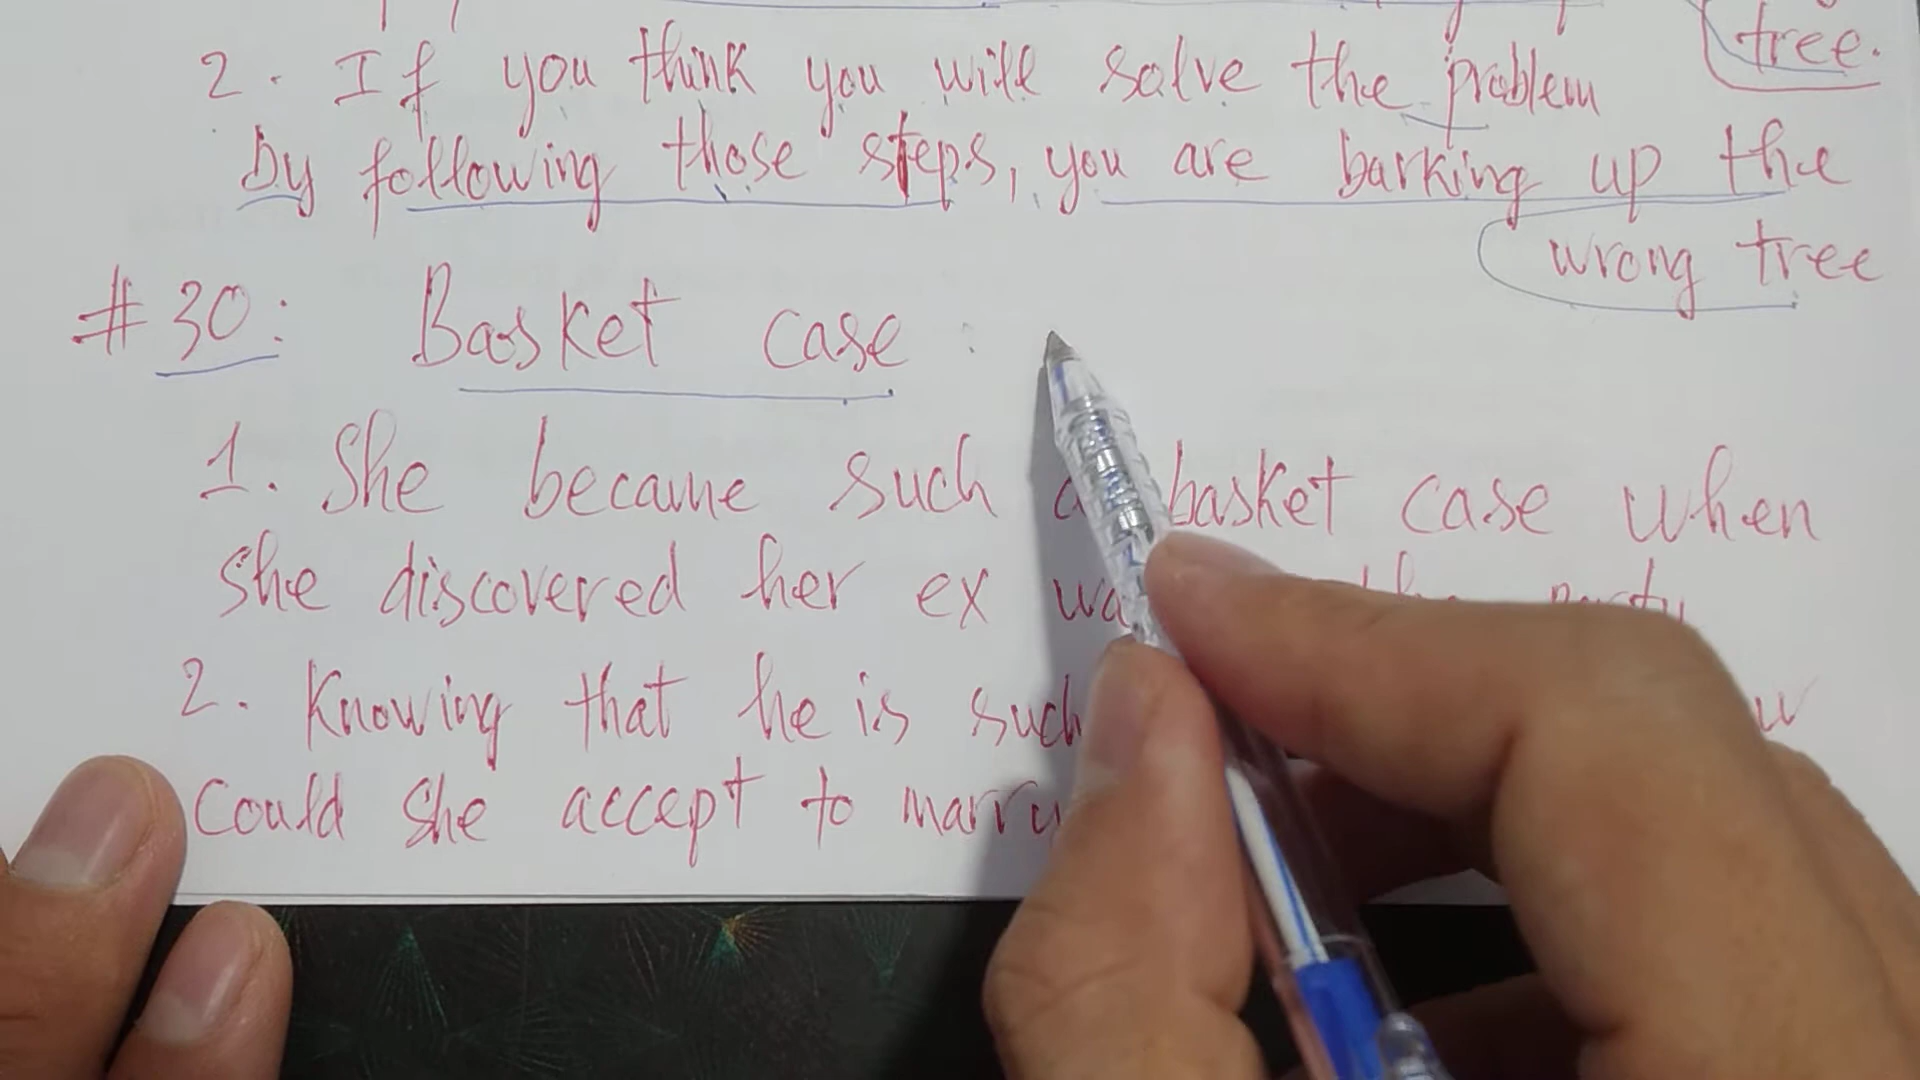 tree.
2. If you think you will solve the problem
By following those steps, you are barking up the
wrong tree
# 30: Basket case :
1. She became such a basket case when
she discovered her ex the party
2. Knowing that he is such
could she accept to marry